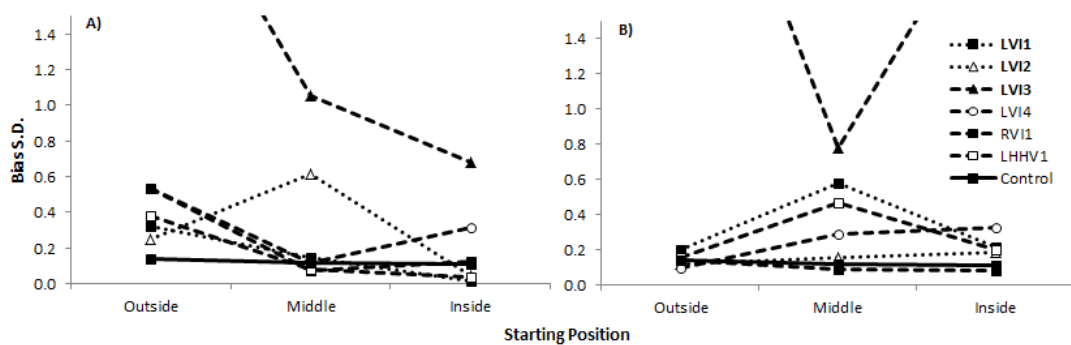 A)
Bias S.D.
1.4
1.2
1.0
0.8
0.6
0.4
0.2
0.0
Outside
Middle
Inside
B)
1.4
1.2
1.0
0.8
0.6
0.4
0.2
0.0
Outside
Middle
Inside
LVI1
LVI2
LVI3
LVI4
RVI1
LHHV1
Control
Starting Position